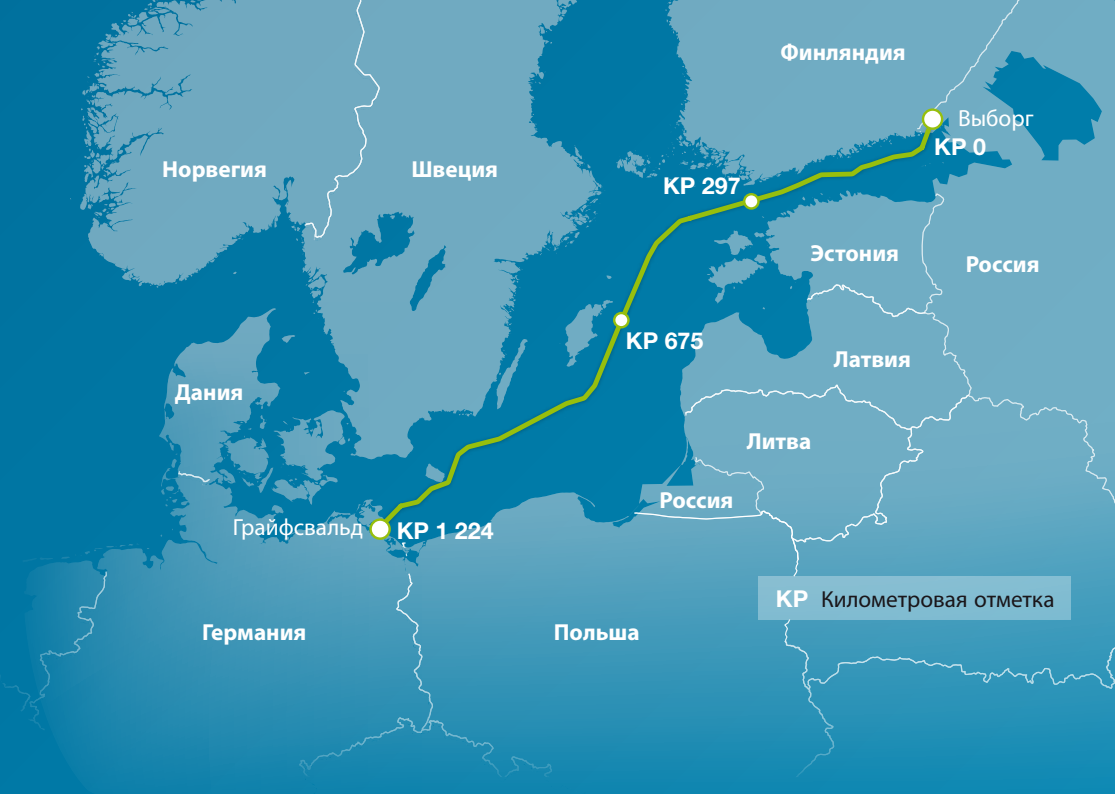 Финляндия
Выборг
KP 0
Норвегия
Швеция
KP 297
Эстония
Россия
KP 675
Латвия
Дания
Литва
Россия
Грайфсвальд
KP 1 224
KP Километровая отметка
Германия
Польша